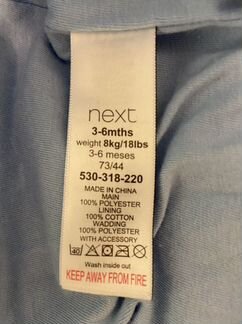 next
3-6mths
weight 8kg/18lbs
3-6 meses
73/44
530-318-220
MADE IN CHINA
MAIN
100% POLYESTER
LINING
100% COTTON
WADDING
100% POLYESTER
WITH ACCESSORY
40
Wash inside out
KEEP AWAY FROM FIRE